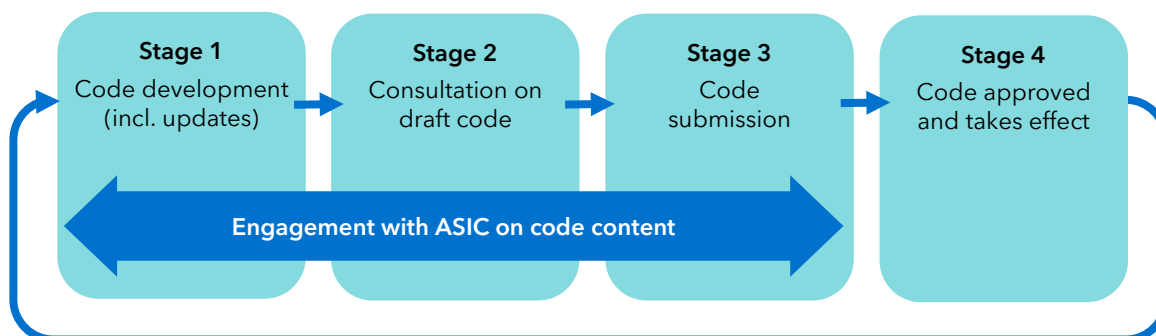 Stage 1
Code development
(incl. updates)
Stage 2
Consultation on
draft code
Stage 3
Code
submission
Stage 4
Code approved
and takes effect
Engagement with ASIC on code content